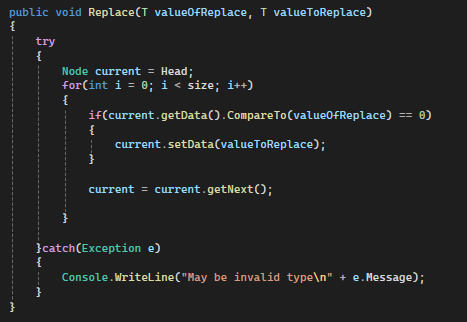 public void Replace(T valueOfReplace, T valueToReplace)
{
try
{
Node current = Head;
for(int i = 0; i < size; i++)
{
if(current.getData().CompareTo(valueOfReplace) == 0)
{
current.setData(valueToReplace);
}
current = current.getNext();
}
}catch(Exception e)
{
Console.WriteLine("May be invalid type\n" + e.Message);
}
}